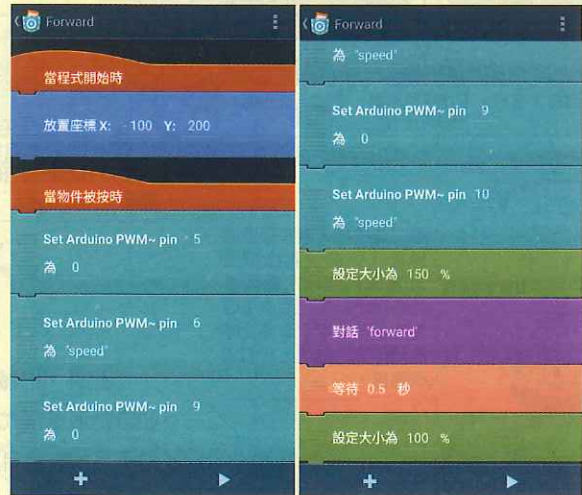 Forward
當程式開始時
放置座標 X: -100 Y: 200
當物件被按時
Set Arduino PWM~ pin 5
為 0
Set Arduino PWM~ pin 6
為 "speed"
Set Arduino PWM~ pin 9
為 0
Forward
為 "speed"
Set Arduino PWM~ pin 9
為 0
Set Arduino PWM~ pin 10
為 "speed"
設定大小為 150 %
對話 'forward'
等待 0.5 秒
設定大小為 100 %